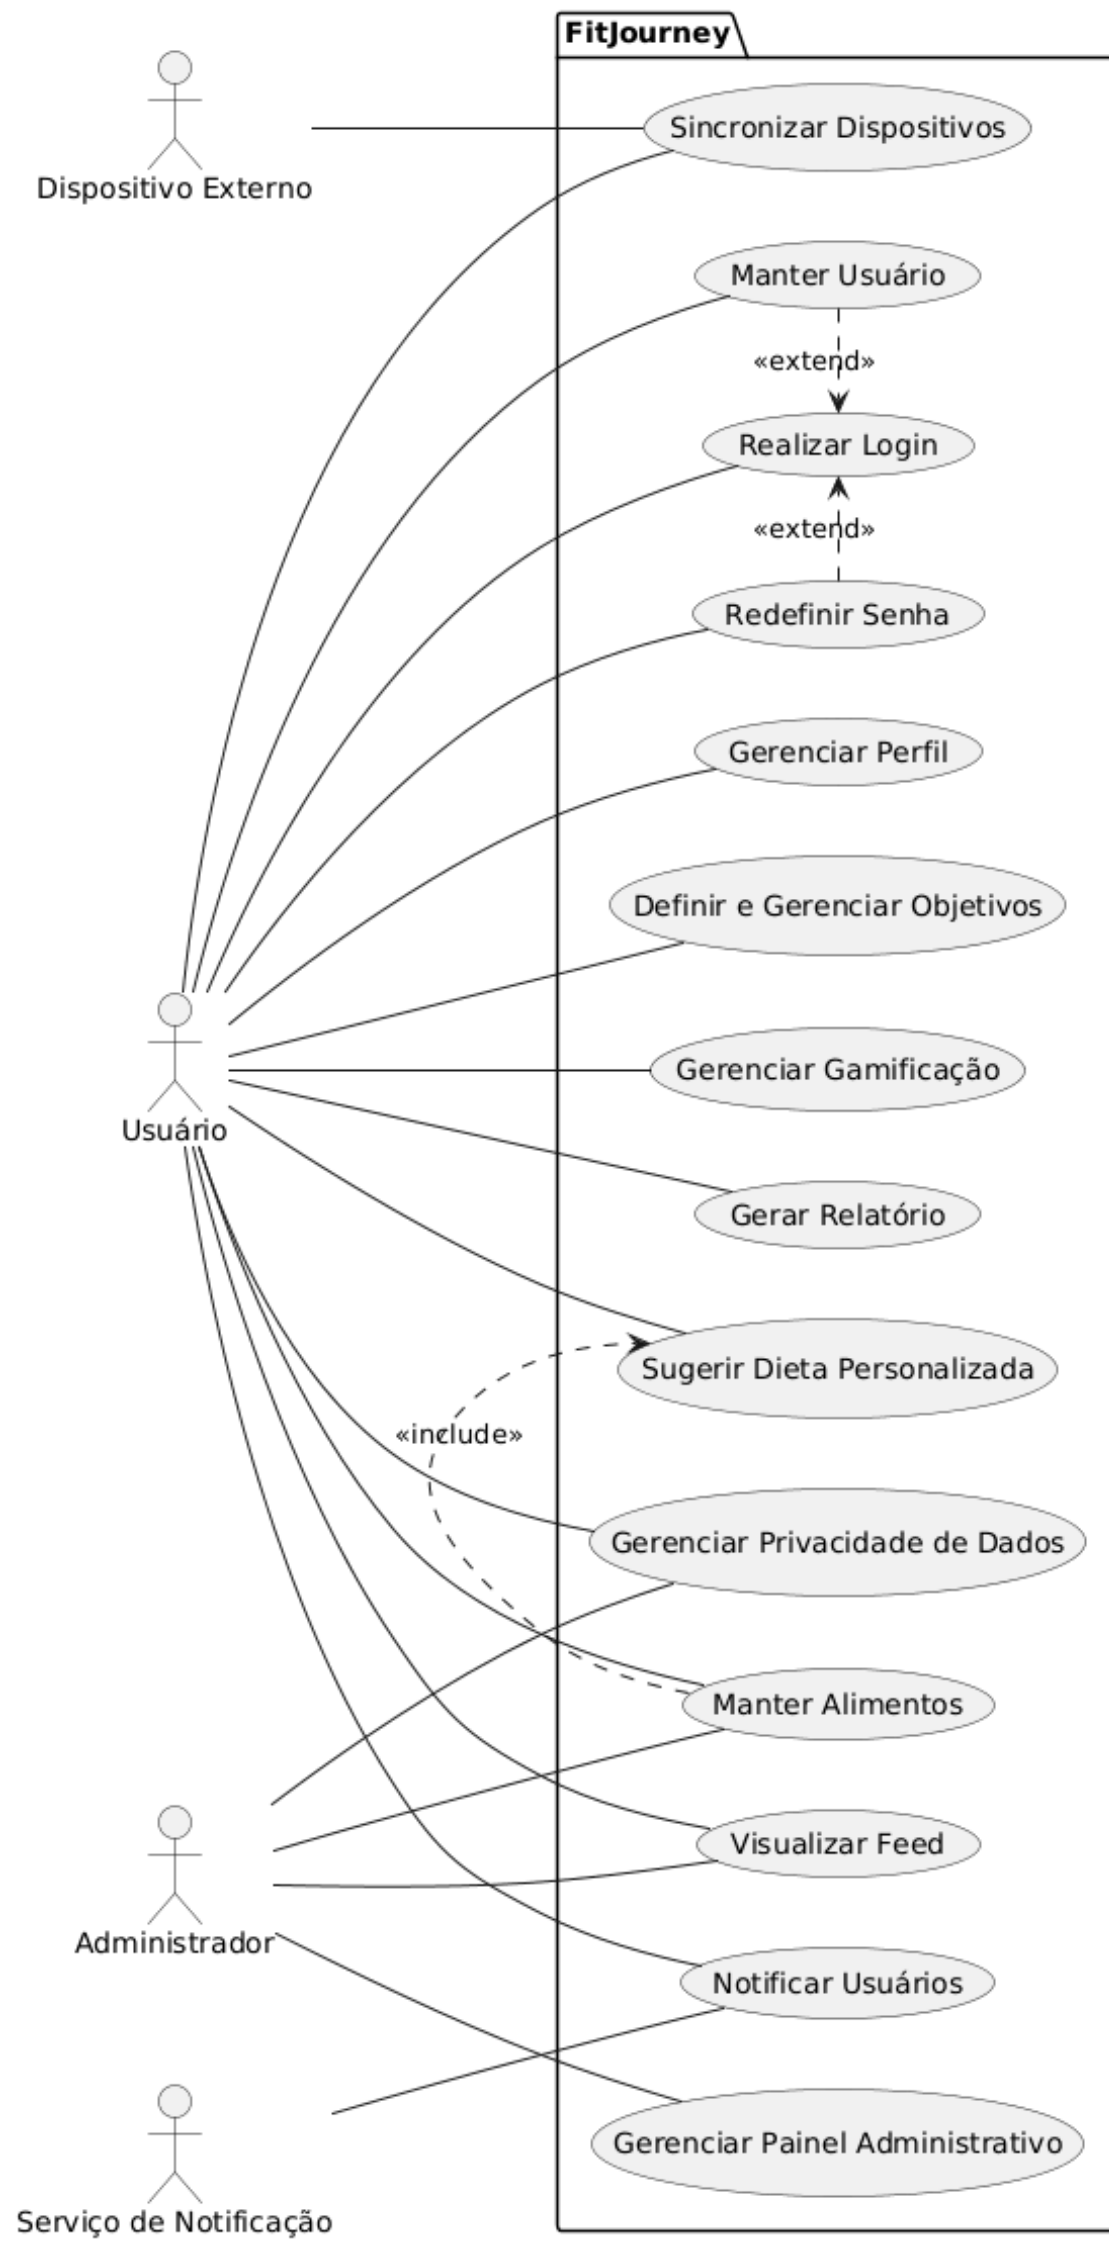 FitJourney
Dispositivo Externo
Sincronizar Dispositivos
Manter Usuário
«extend»
Realizar Login
«extend»
Redefinir Senha
Gerenciar Perfil
Definir e Gerenciar Objetivos
Gerenciar Gamificação
Usuário
Gerar Relatório
Sugerir Dieta Personalizada
«include»
Gerenciar Privacidade de Dados
Manter Alimentos
Visualizar Feed
Administrador
Notificar Usuários
Gerenciar Painel Administrativo
Serviço de Notificação